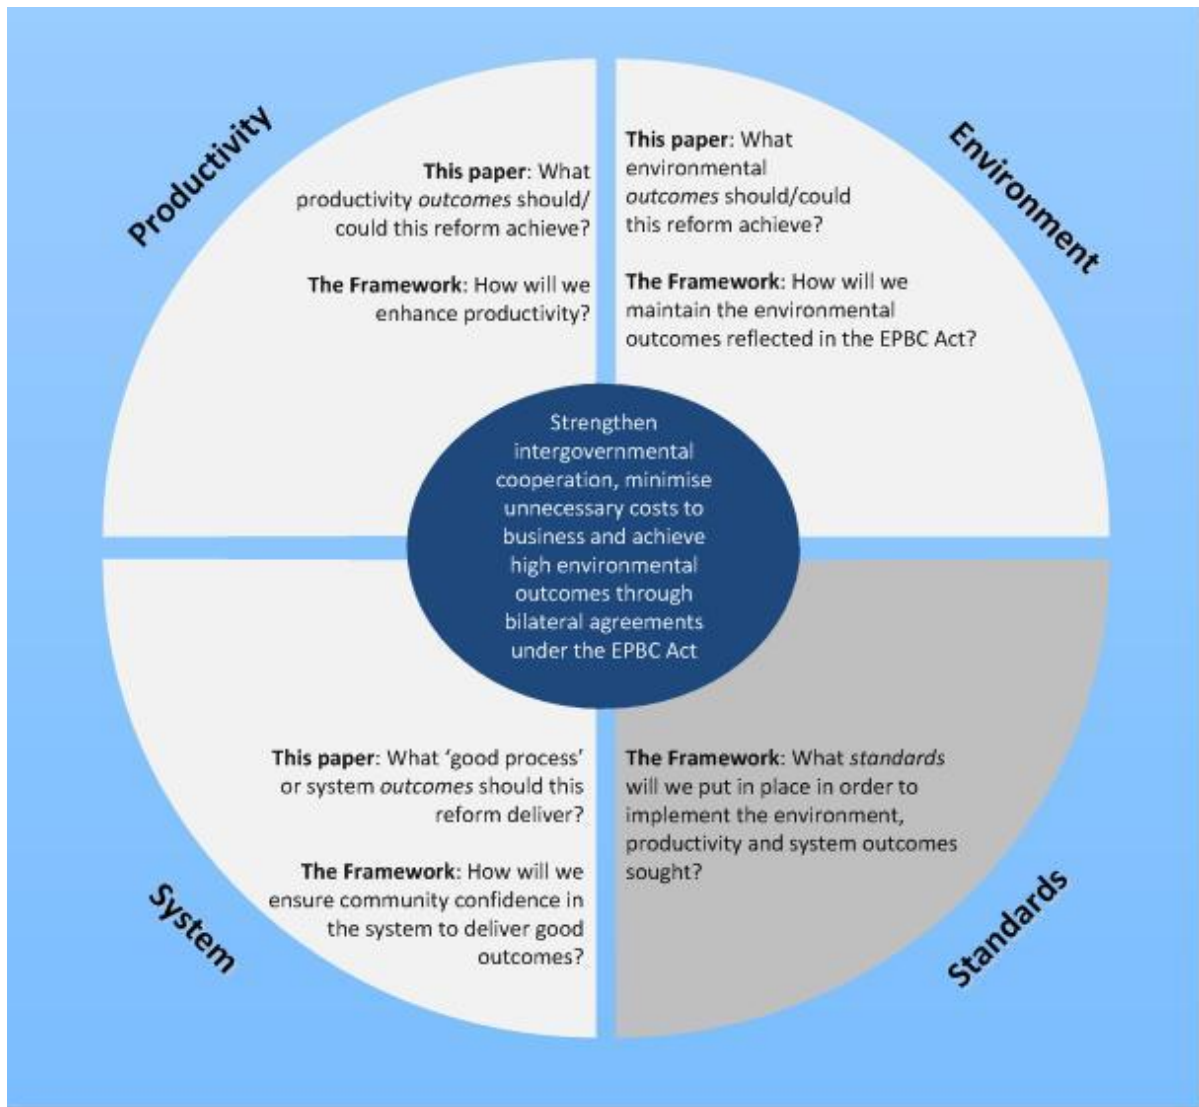 Productivity
This paper: What
productivity outcomes should/
could this reform achieve?
The Framework: How will we
enhance productivity?
Environment
This paper: What
environmental
outcomes should/could
this reform achieve?
The Framework: How will we
maintain the environmental
outcomes reflected in the EPBC Act?
Strengthen
intergovernmental
cooperation, minimise
unnecessary costs to
business and achieve
high environmental
outcomes through
bilateral agreements
under the EPBC Act
System
This paper: What ‘good process’
or system outcomes should this
reform deliver?
The Framework: How will we
ensure community confidence in
the system to deliver good
outcomes?
Standards
The Framework: What standards
will we put in place in order to
implement the environment,
productivity and system outcomes
sought?